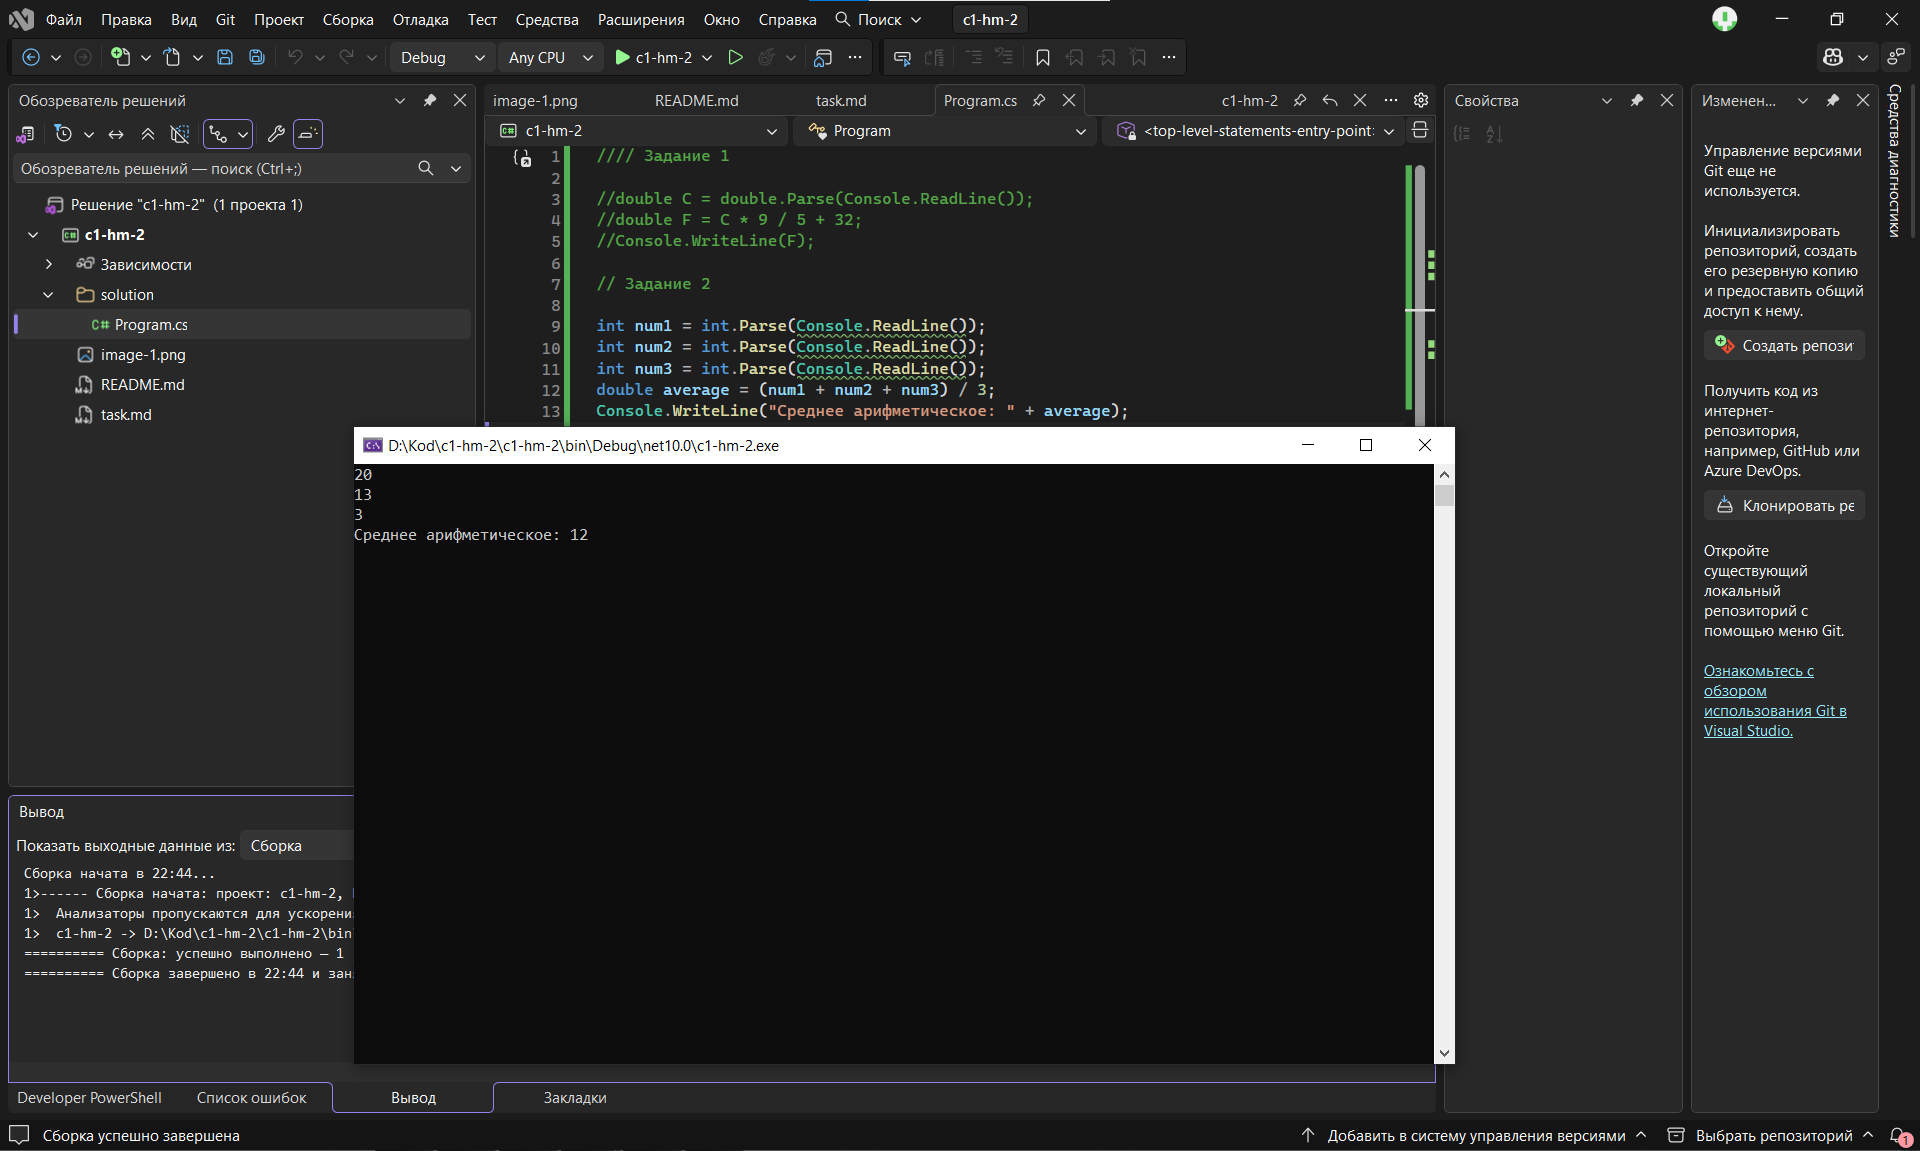 Файл Правка Вид Git Проект Сборка Отладка Тест Средства Расширения Окно Справка Поиск c1-hm-2
Debug Any CPU c1-hm-2
Обозреватель решений
Обозреватель решений — поиск (Ctrl+;)
Решение "c1-hm-2" (1 проекта 1)
c1-hm-2
Зависимости
solution
C# Program.cs
image-1.png
README.md
task.md
image-1.png README.md task.md Program.cs c1-hm-2
c1-hm-2 Program <top-level-statements-entry-point:
1 //// Задание 1
2
3 //double C = double.Parse(Console.ReadLine());
4 //double F = C * 9 / 5 + 32;
5 //Console.WriteLine(F);
6
7 // Задание 2
8
9 int num1 = int.Parse(Console.ReadLine());
10 int num2 = int.Parse(Console.ReadLine());
11 int num3 = int.Parse(Console.ReadLine());
12 double average = (num1 + num2 + num3) / 3;
13 Console.WriteLine("Среднее арифметическое: " + average);
D:\Kod\c1-hm-2\c1-hm-2\bin\Debug\net10.0\c1-hm-2.exe
20
13
3
Среднее арифметическое: 12
Свойства
Изменен...
Управление версиями
Git еще не
используется.
Инициализировать
репозиторий, создать
его резервную копию
и предоставить общий
доступ к нему.
Создать репози
Получить код из
интернет-
репозитория,
например, GitHub или
Azure DevOps.
Клонировать ре
Откройте
существующий
локальный
репозиторий с
помощью меню Git.
Ознакомьтесь с
обзором
использования Git в
Visual Studio.
Средства диагностики
Вывод
Показать выходные данные из: Сборка
Сборка начата в 22:44...
1>------ Сборка начата: проект: c1-hm-2,
1> Анализаторы пропускаются для ускорени
1> c1-hm-2 -> D:\Kod\c1-hm-2\c1-hm-2\bin
========== Сборка: успешно выполнено — 1
========== Сборка завершено в 22:44 и зан
Developer PowerShell Список ошибок Вывод Закладки
Сборка успешно завершена Добавить в систему управления версиями Выбрать репозиторий 1